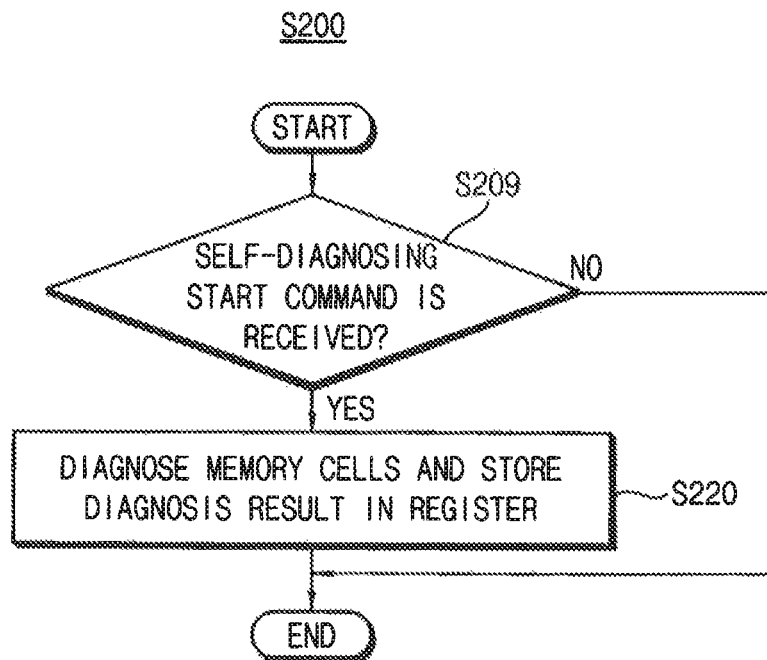 S200
START
S209
SELF-DIAGNOSING
START COMMAND IS
RECEIVED?
NO
YES
DIAGNOSE MEMORY CELLS AND STORE
DIAGNOSIS RESULT IN REGISTER
S220
END